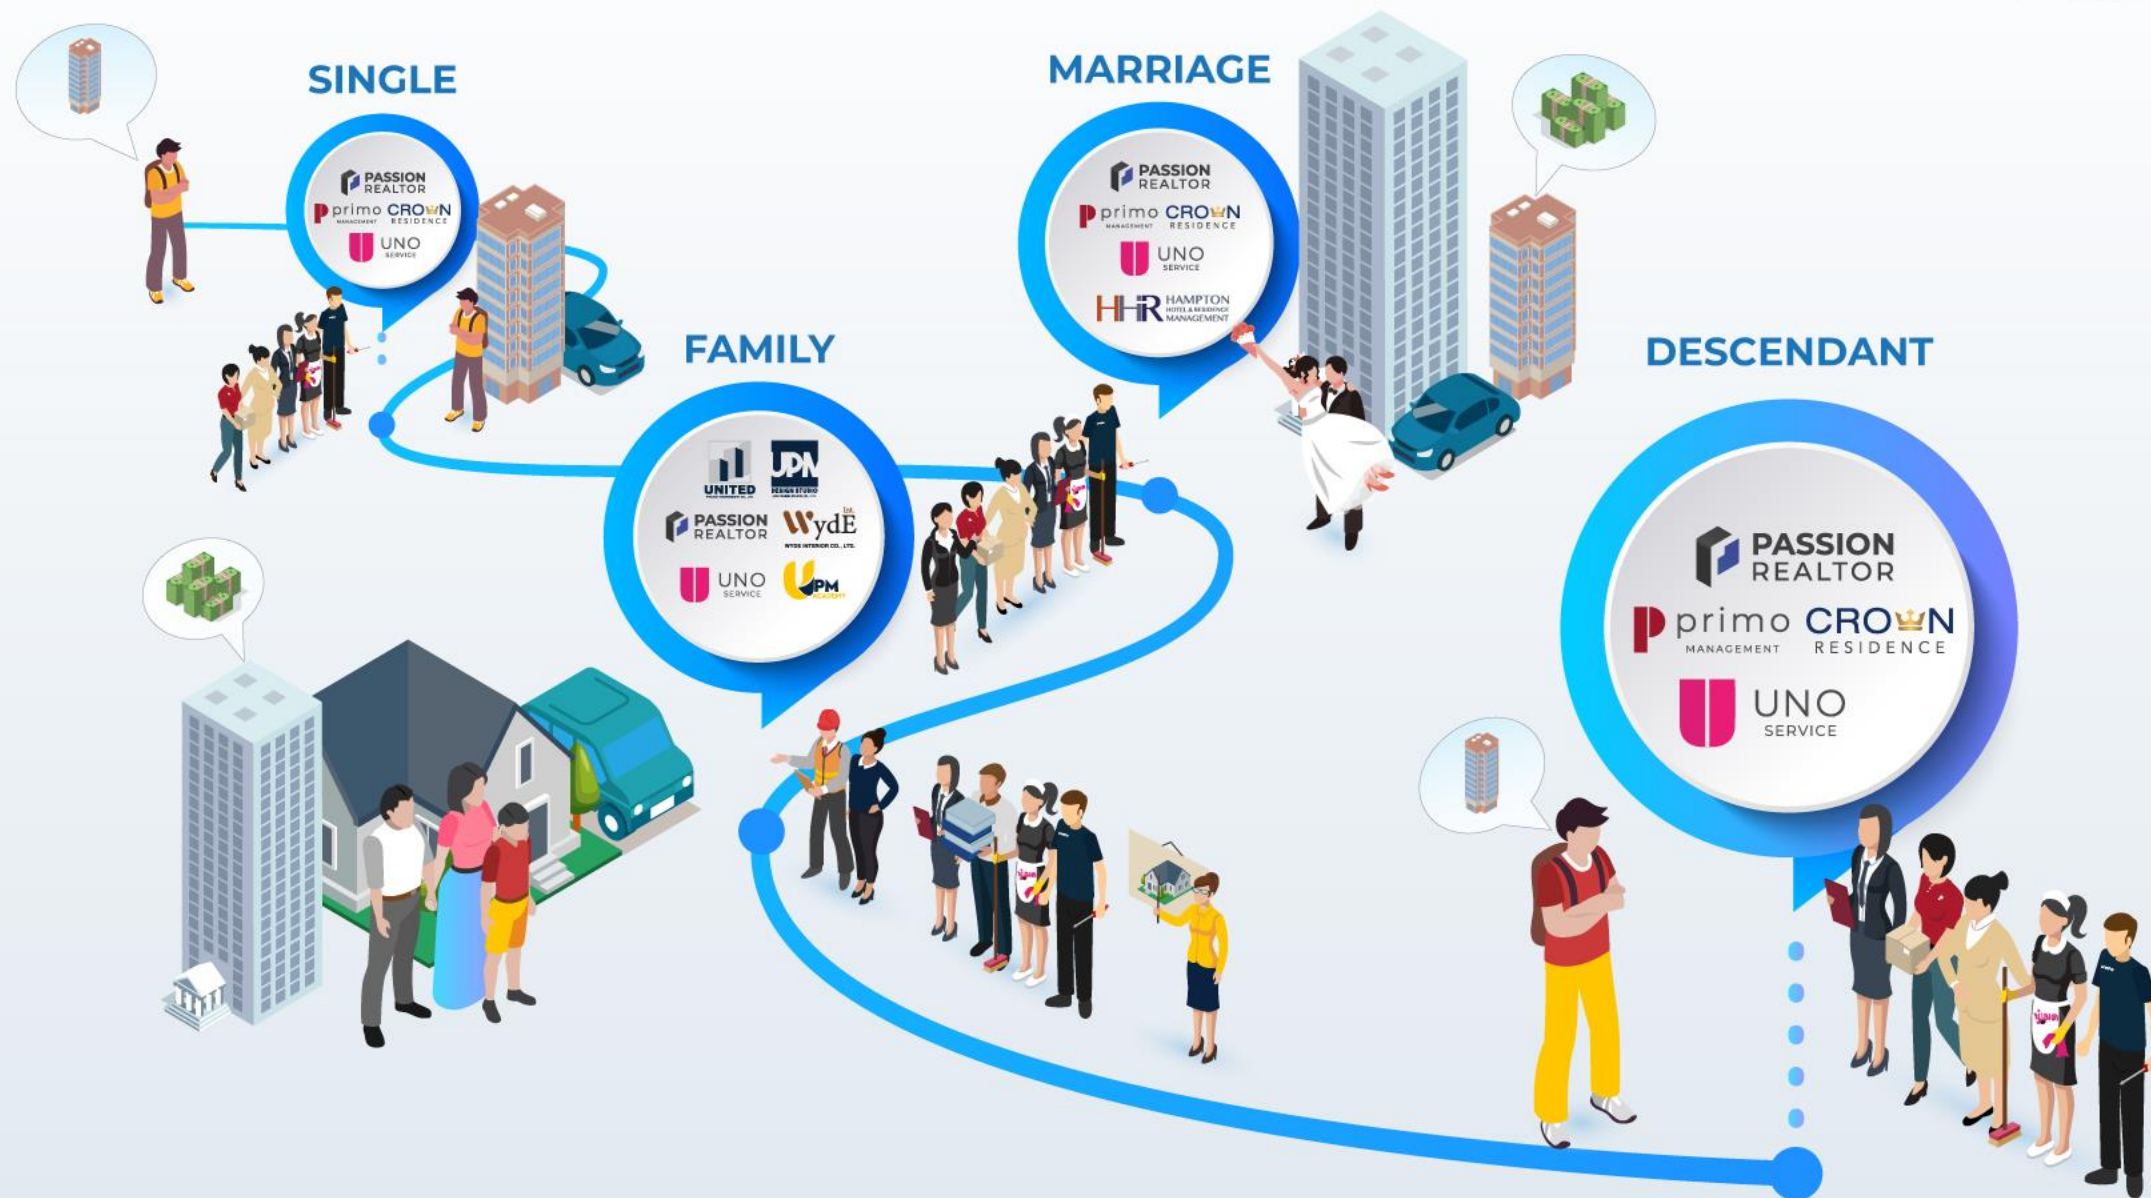 SINGLE
PASSION
REALTOR
primo
MANAGEMENT
CROWN
RESIDENCE
UNO
SERVICE
MARRIAGE
PASSION
REALTOR
primo
MANAGEMENT
CROWN
RESIDENCE
UNO
SERVICE
HHR
HAMPTON
HOTEL & RESIDENCE
MANAGEMENT
FAMILY
UNITED
UPM
DESIGN STUDIO
PASSION
REALTOR
WydE Int.
WYDE INTERIOR CO., LTD.
UNO
SERVICE
UPM
ACADEMY
DESCENDANT
PASSION
REALTOR
primo
MANAGEMENT
CROWN
RESIDENCE
UNO
SERVICE